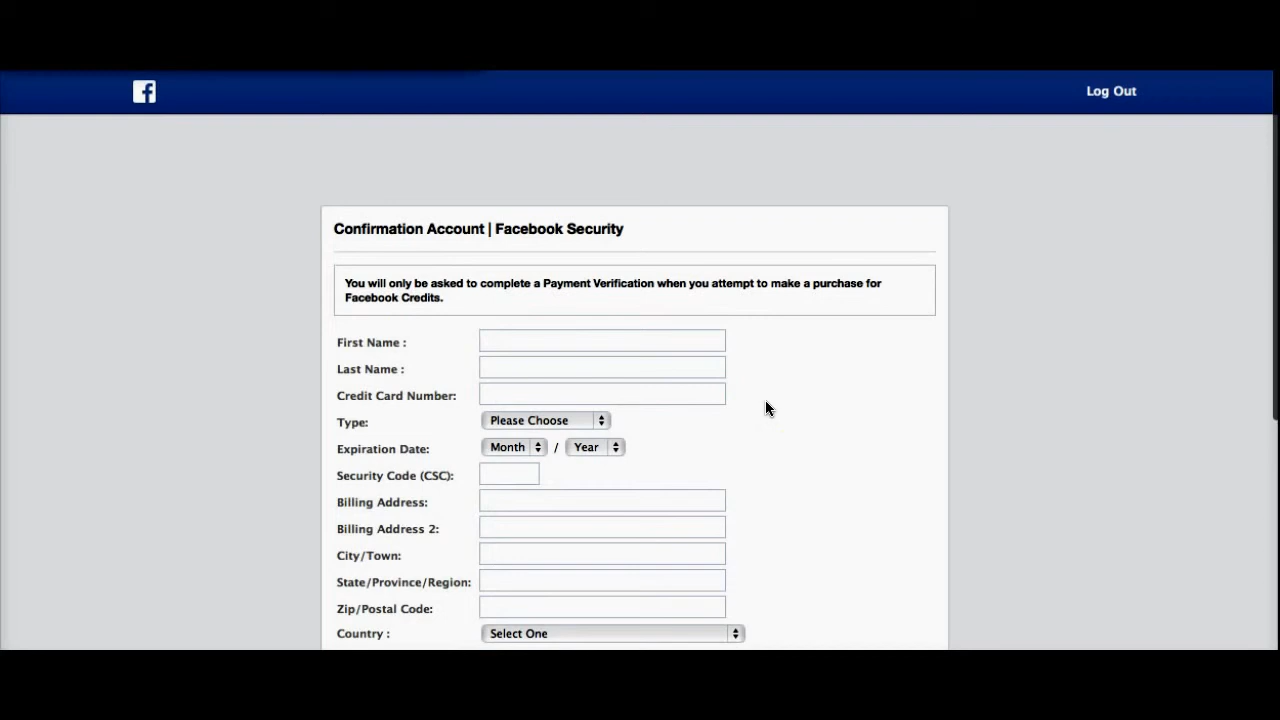 Log Out
Confirmation Account | Facebook Security
You will only be asked to complete a Payment Verification when you attempt to make a purchase for
Facebook Credits.
First Name :
Last Name :
Credit Card Number:
Type: Please Choose
Expiration Date: Month / Year
Security Code (CSC):
Billing Address:
Billing Address 2:
City/Town:
State/Province/Region:
Zip/Postal Code:
Country : Select One